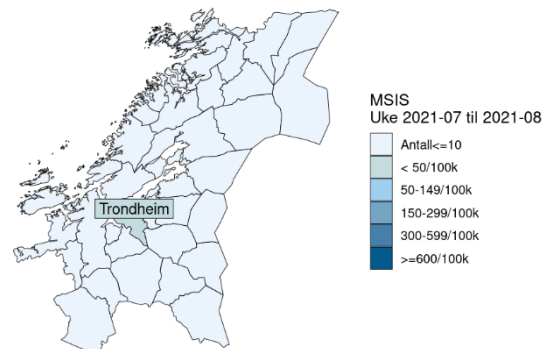 MSIS
Uke 2021-07 til 2021-08
Antall<=10
< 50/100k
50-149/100k
150-299/100k
300-599/100k
>=600/100k
Trondheim